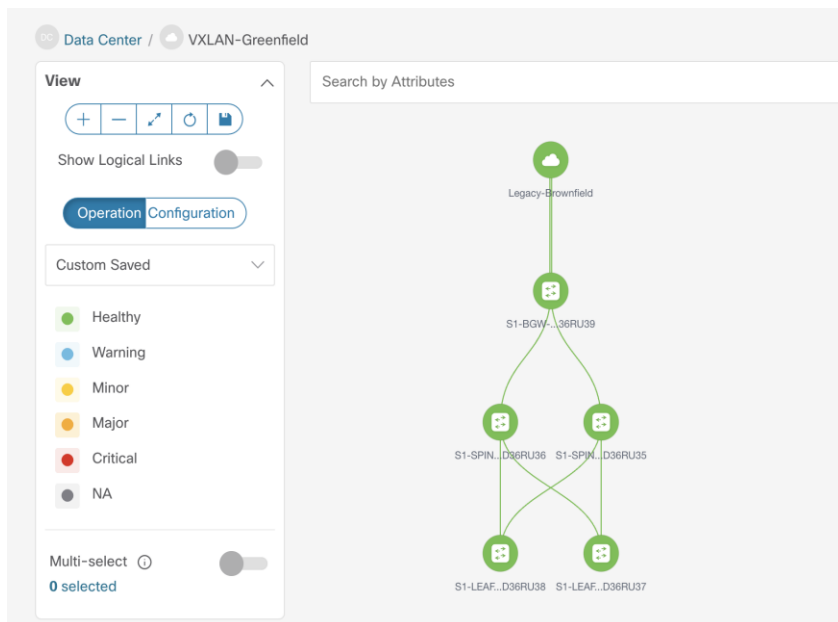 DC Data Center / VXLAN-Greenfield
View
Search by Attributes
Show Logical Links
Operation Configuration
Custom Saved
Healthy
Warning
Minor
Major
Critical
NA
Multi-select
0 selected
Legacy-Brownfield
S1-BGW-...36RU39
S1-SPIN...D36RU36 S1-SPIN...D36RU35
S1-LEAF...D36RU38 S1-LEAF...D36RU37